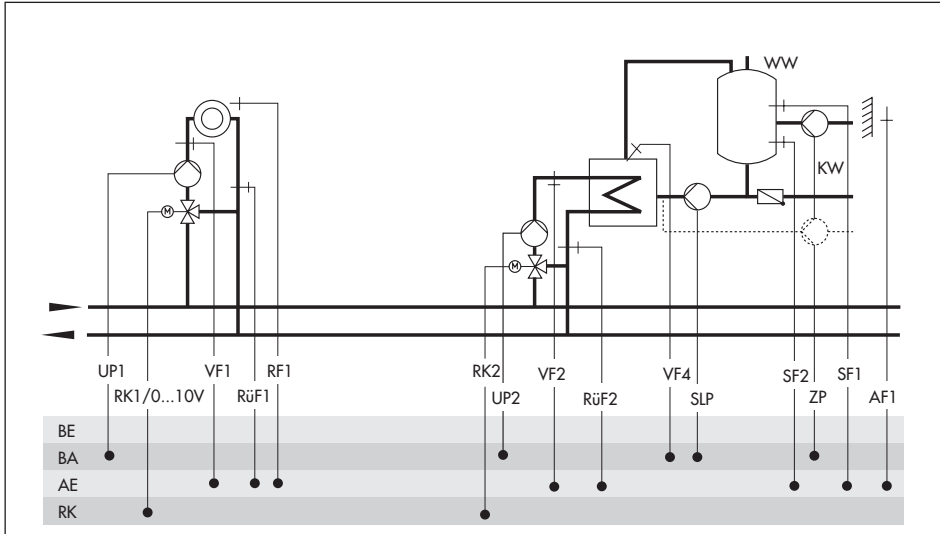 WW
KW
M
M
UP1 VF1 RF1 RK2 VF2 VF4 SF2 SF1
RK1/0...10V RüF1 UP2 RüF2 SLP ZP AF1
BE
BA
AE
RK